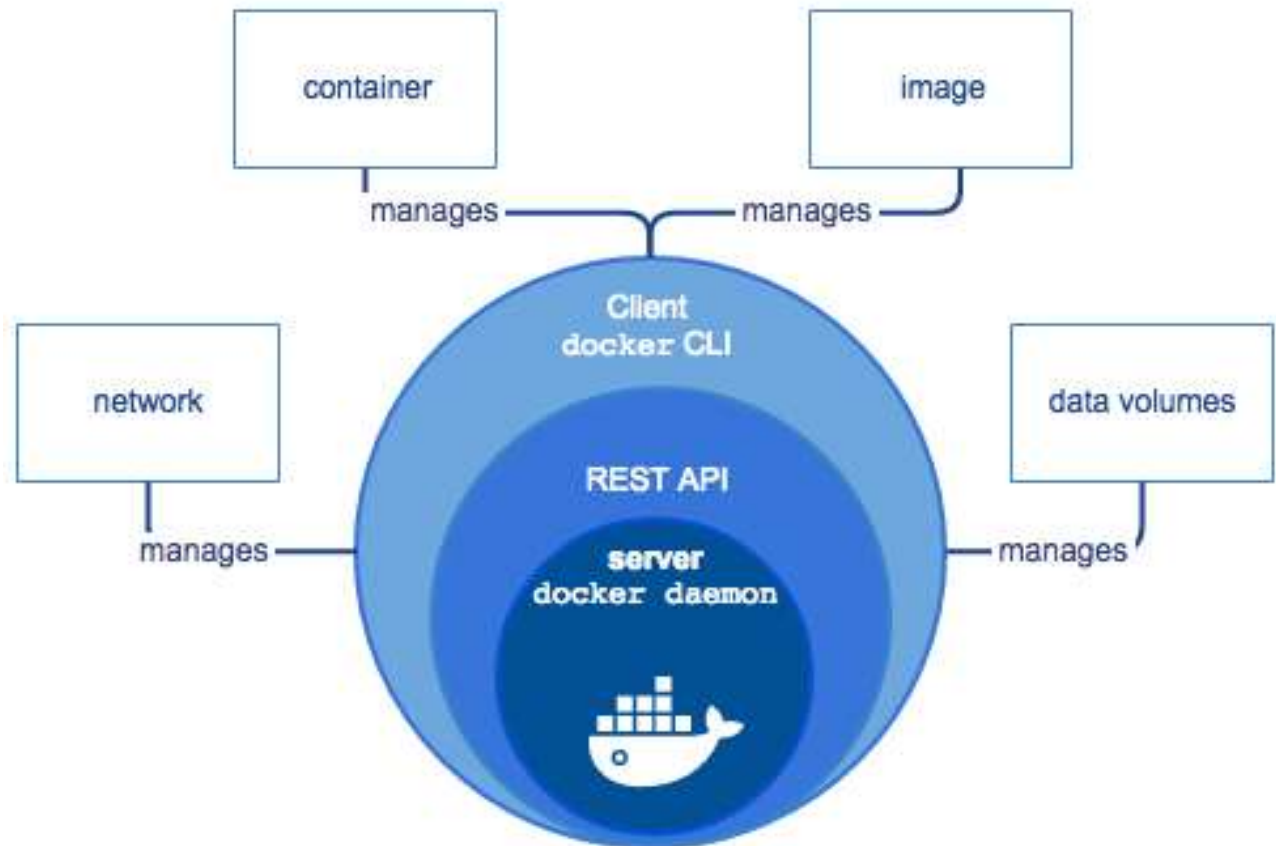 container
image
manages
manages
Client
docker CLI
network
data volumes
REST API
manages
manages
server
docker daemon